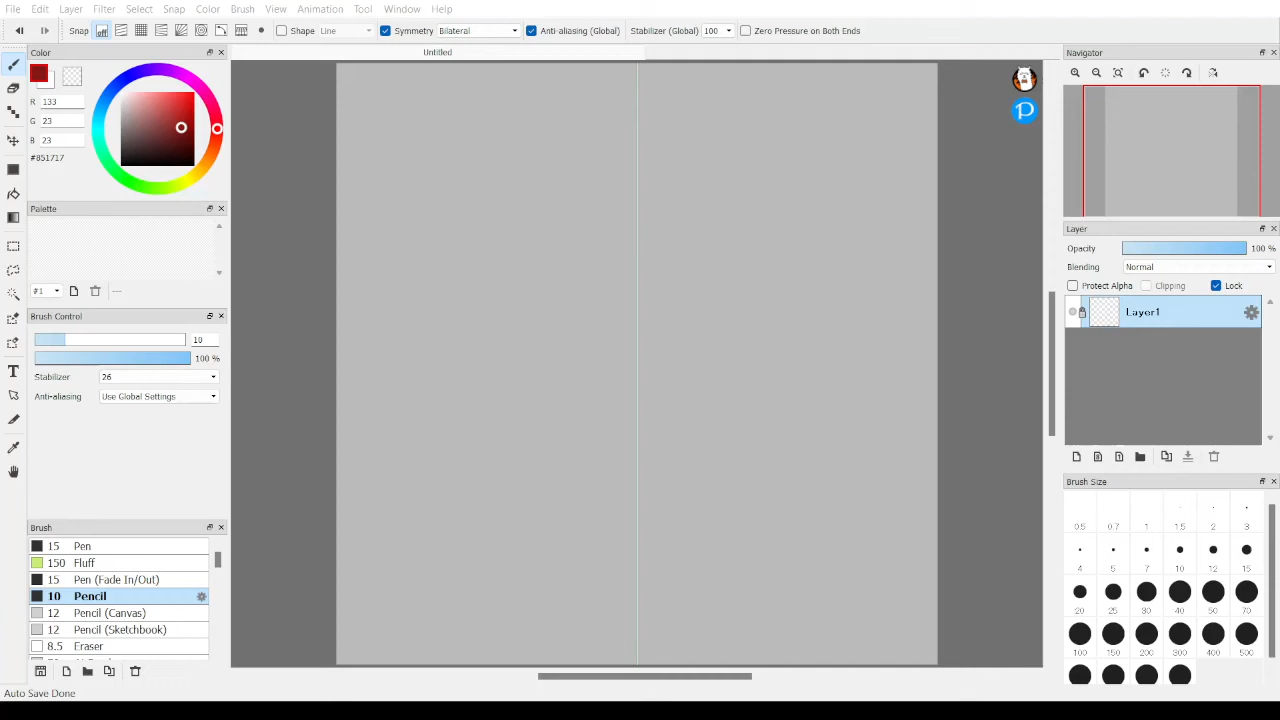 File Edit Layer Filter Select Snap Color Brush View Animation Tool Window Help
Snap off Shape Line Symmetry Bilateral Anti-aliasing (Global) Stabilizer (Global) 100 Zero Pressure on Both Ends
Color
Untitled
Navigator
R 133
G 23
B 23
#851717
Palette
#1
---
Brush Control
10
100 %
Stabilizer 26
Anti-aliasing Use Global Settings
Brush
15 Pen
150 Fluff
15 Pen (Fade In/Out)
10 Pencil
12 Pencil (Canvas)
12 Pencil (Sketchbook)
8.5 Eraser
Auto Save Done
P
Layer
Opacity 100 %
Blending Normal
Protect Alpha Clipping Lock
Layer1
Brush Size
0.5 0.7 1 1.5 2 3
4 5 7 10 12 15
20 25 30 40 50 70
100 150 200 300 400 500